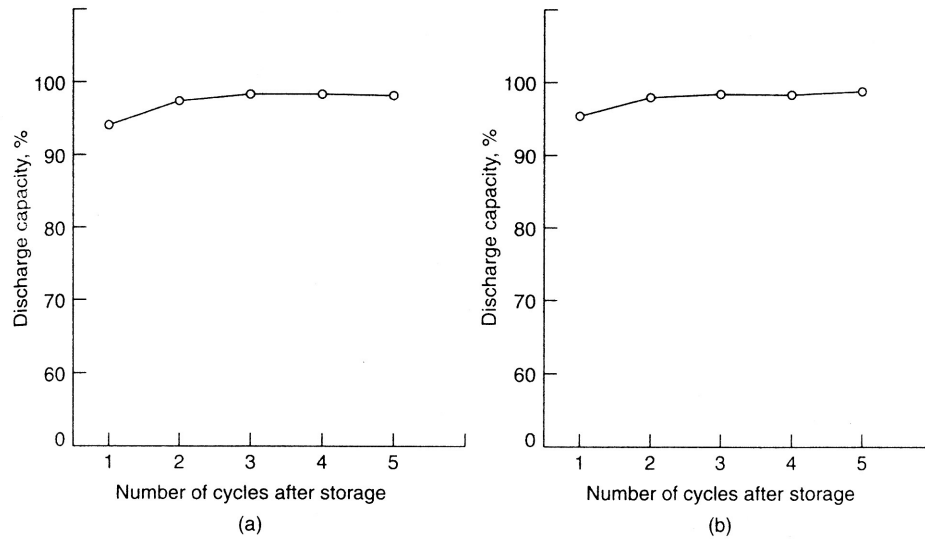 100
90
80
70
60
0
Discharge capacity, %
1 2 3 4 5
Number of cycles after storage
(a)
100
90
80
70
60
0
Discharge capacity, %
1 2 3 4 5
Number of cycles after storage
(b)